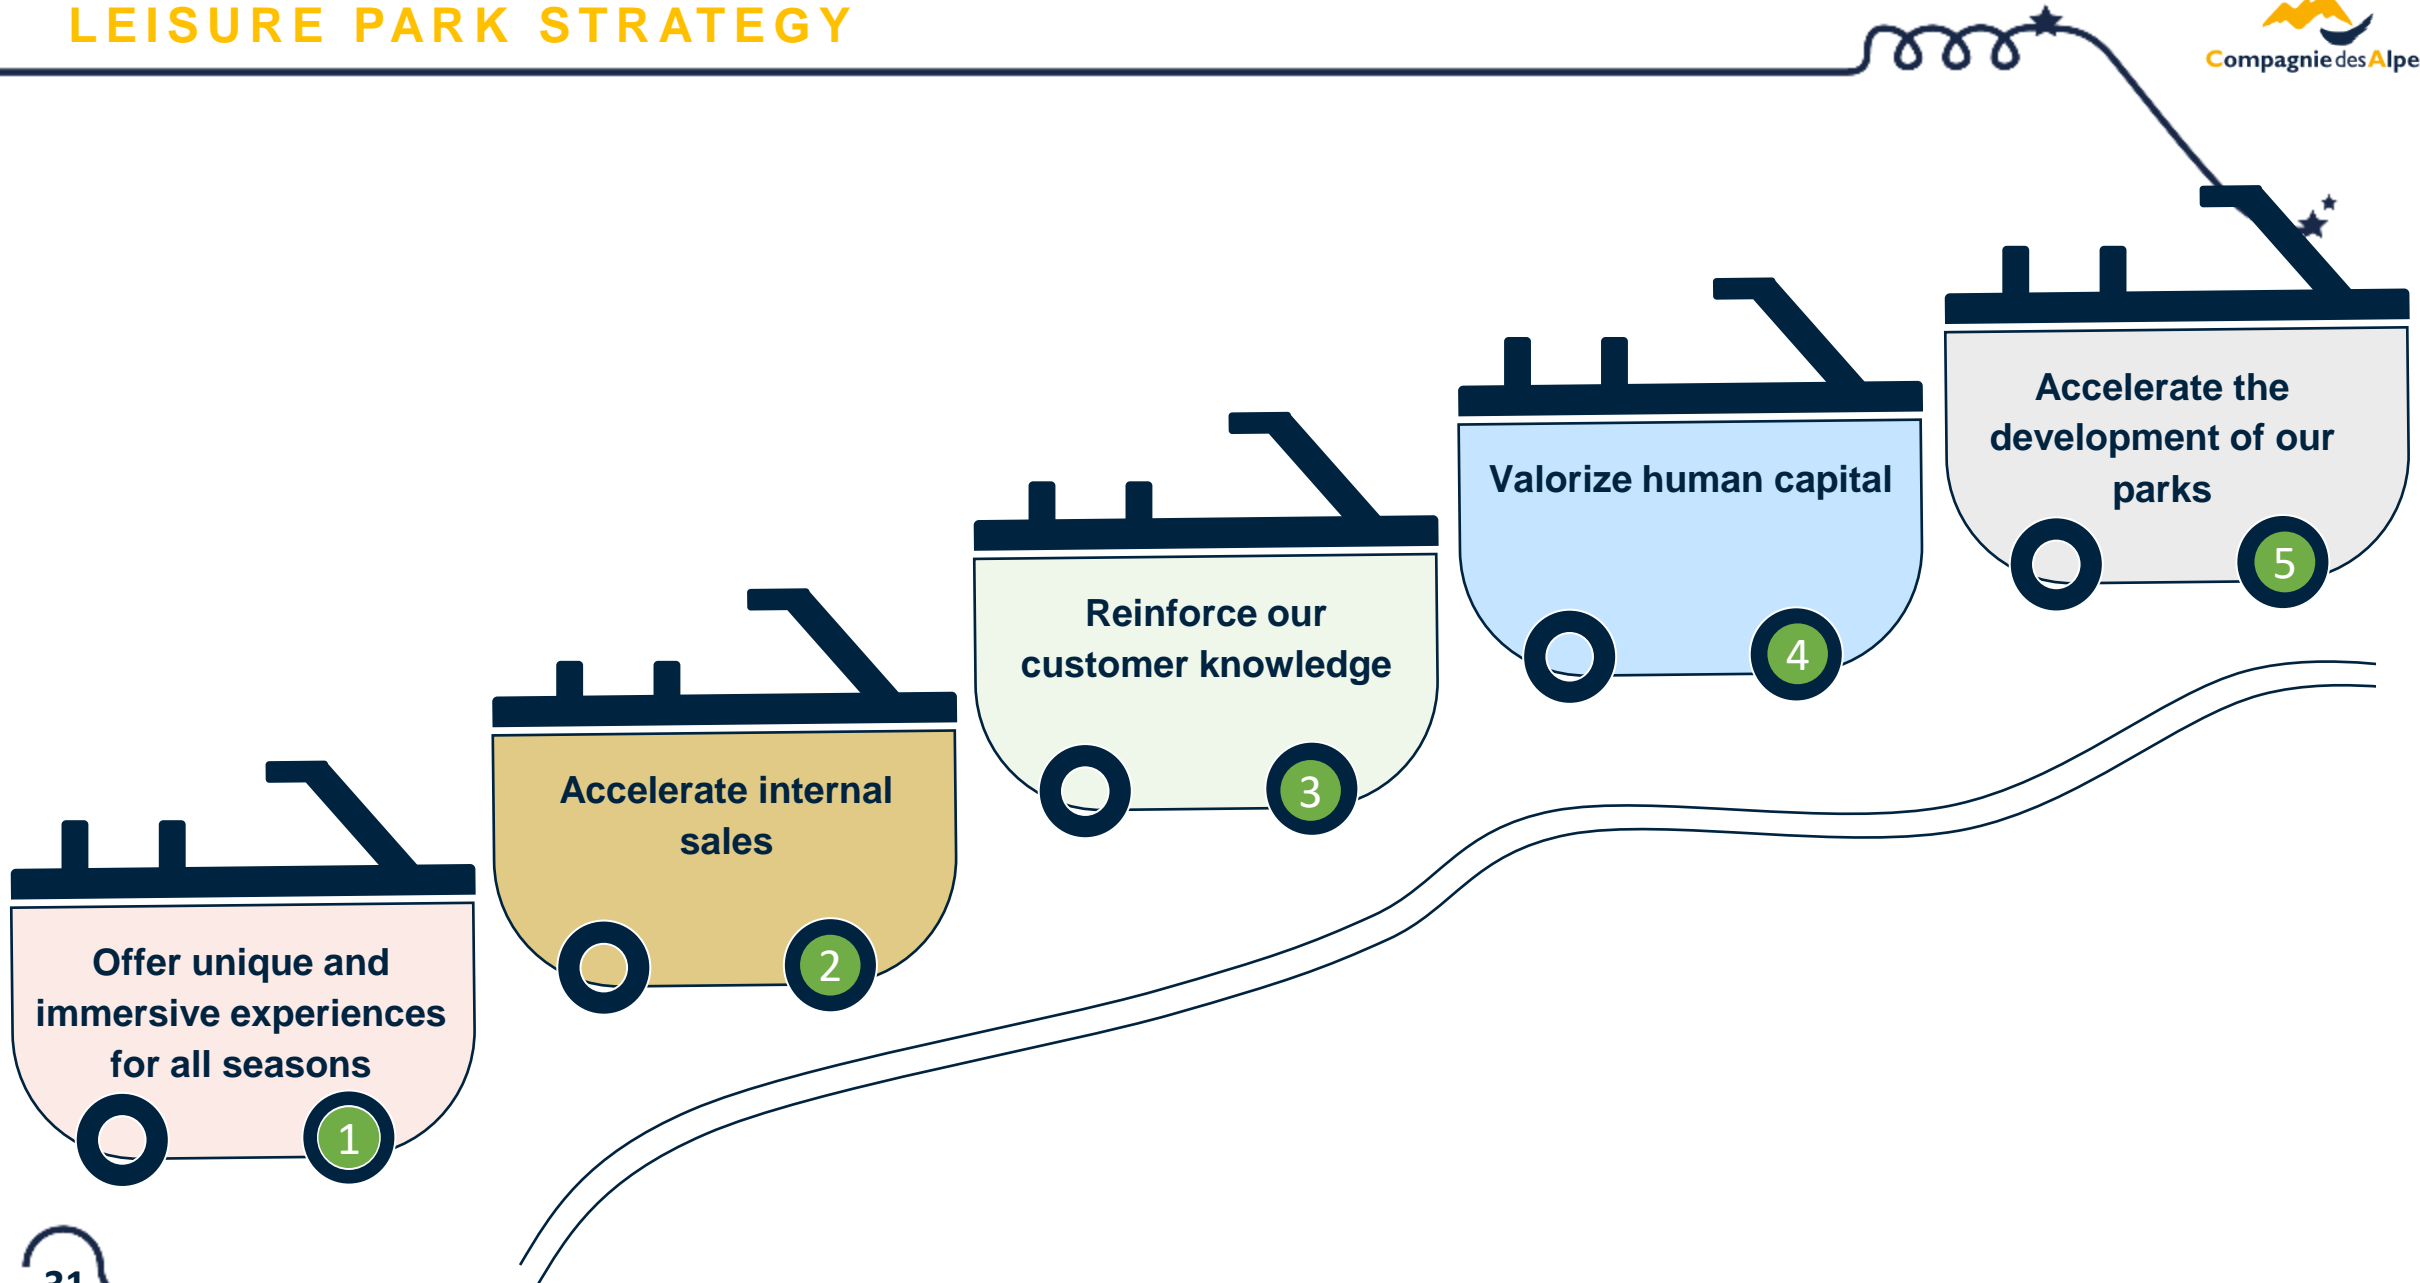 LEISURE PARK STRATEGY
Compagnie des Alpe
Accelerate the
development of our
parks
5
Valorize human capital
4
Reinforce our
customer knowledge
3
Accelerate internal
sales
2
Offer unique and
immersive experiences
for all seasons
1
31